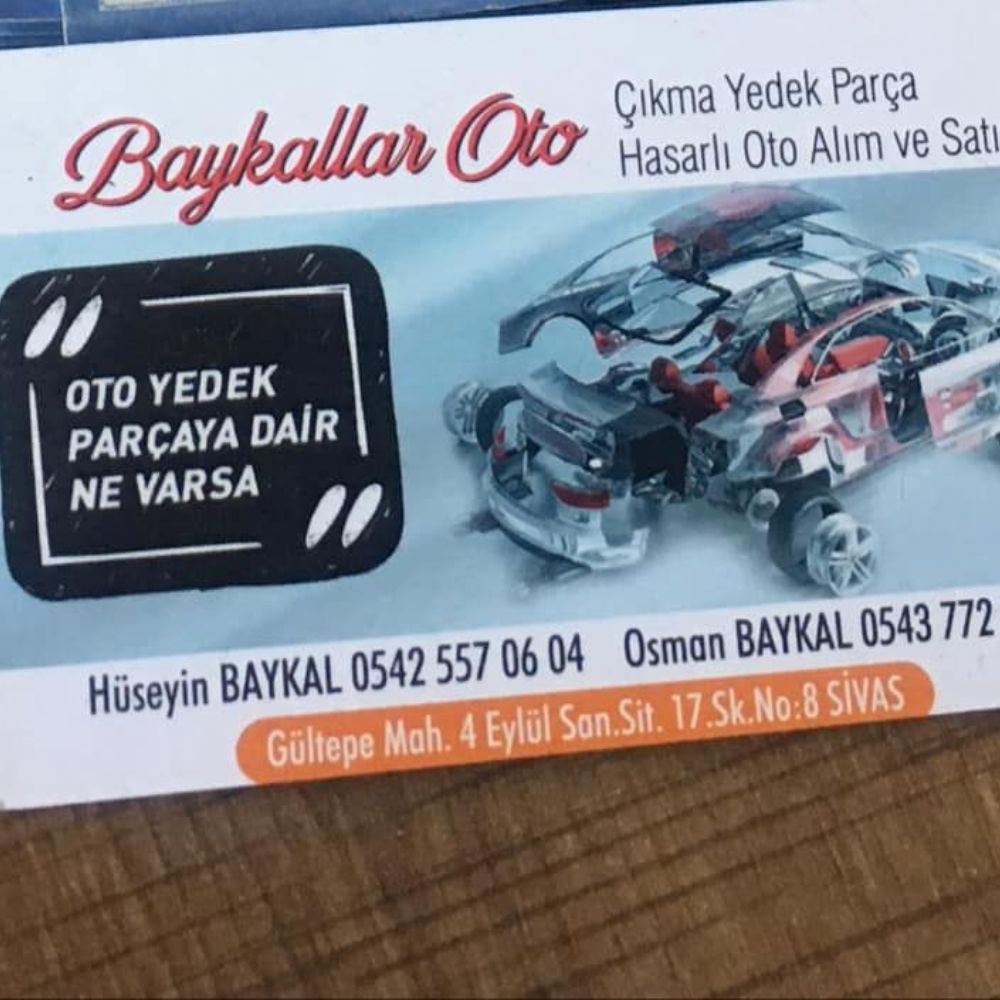 Baykallar Oto
Çıkma Yedek Parça
Hasarlı Oto Alım ve
OTO YEDEK
PARÇAYA DAİR
NE VARSA
Hüseyin BAYKAL 0542 557 06 04 Osman BAYKAL 0543 772
Gültepe Mah. 4 Eylül San.Sit. 17.Sk.No:8 SİVAS